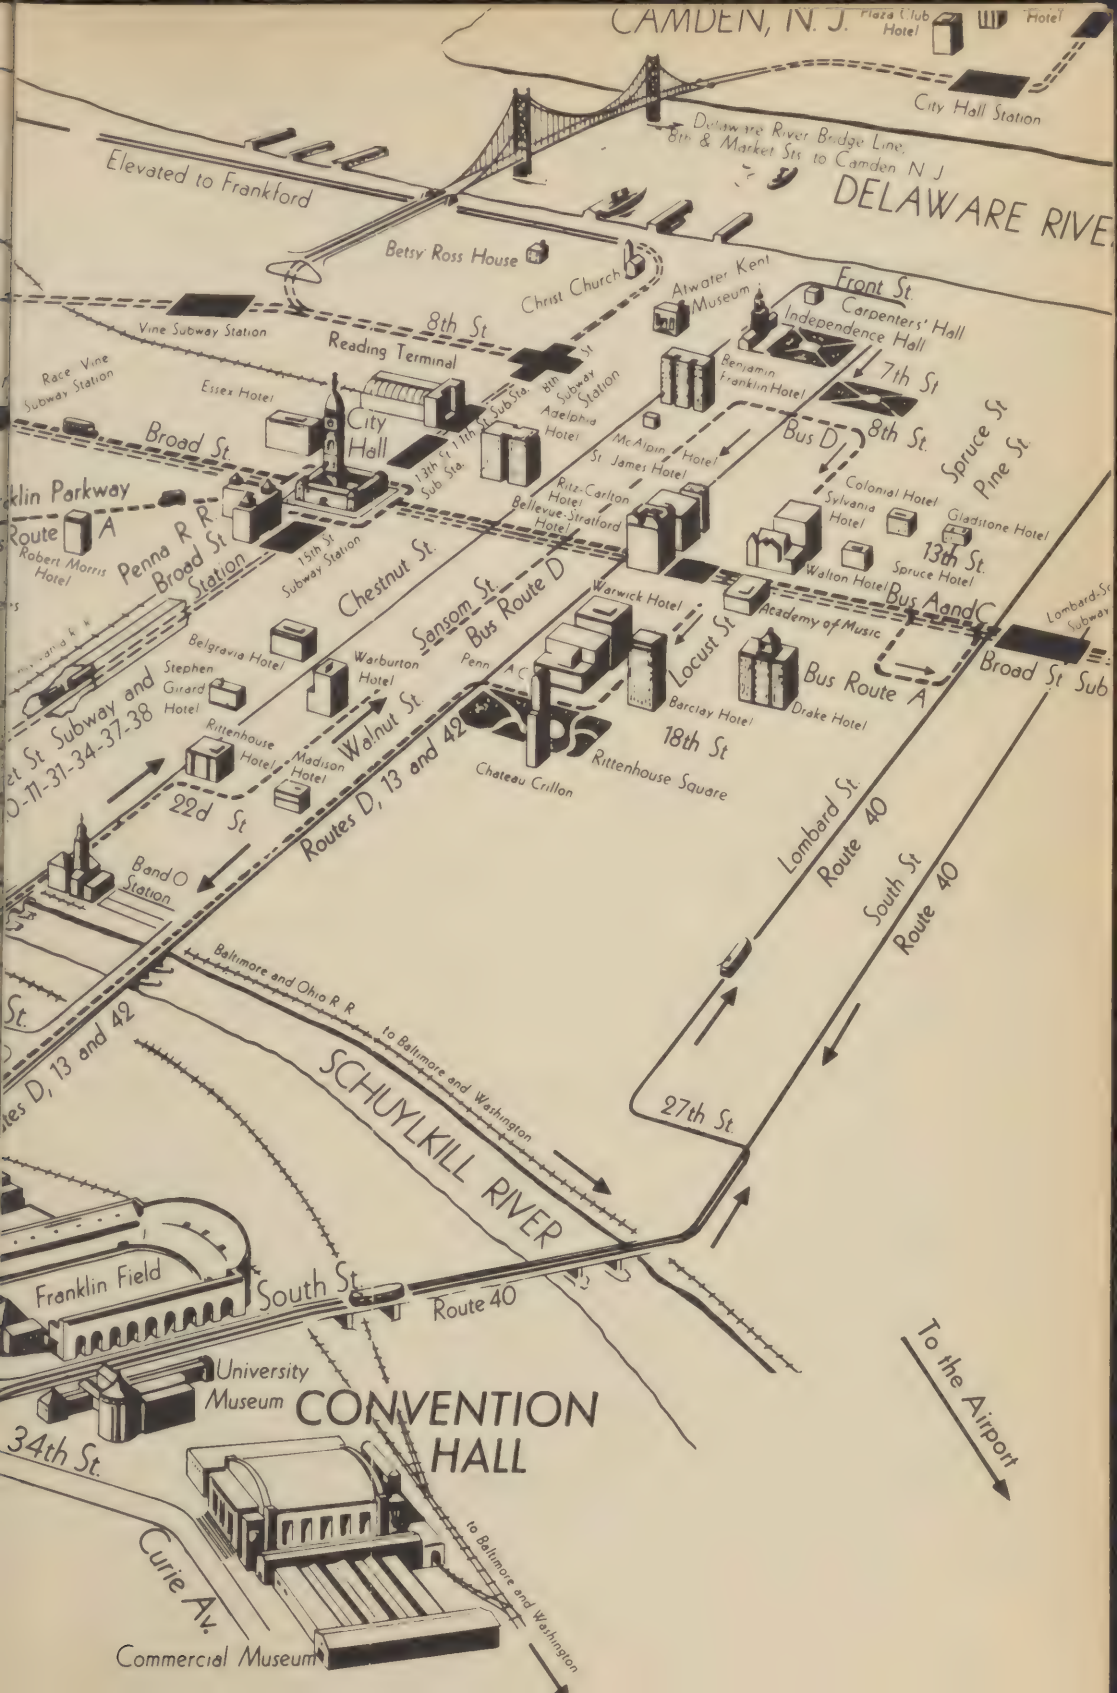 CAMDEN, N. J.
Plaza Club
Hotel
Hotel
City Hall Station
Delaware River Bridge Line,
8th & Market Sts to Camden N J
DELAWARE RIVE
Elevated to Frankford
Betsy Ross House
Christ Church
Atwater Kent
Museum
Front St.
Carpenters' Hall
Independence
Hall
Vine Subway Station
8th St
Reading Terminal
8th St
Subway
Station
Benjamin
Franklin Hotel
7th St
8th St.
Spruce St
Pine St.
Race Vine
Subway Station
Essex Hotel
City
Hall
11th St. Sub Sta.
13th St
Sub Sta.
Adelphia
Hotel
McAlpin Hotel
St. James Hotel
Bus D
Broad St.
Ritz-Carlton
Hotel
Bellevue-Stratford
Hotel
Colonial Hotel
Sylvania
Hotel
Gladstone Hotel
13th St.
Spruce Hotel
Walton Hotel
klin Parkway
Route A
Robert Morris
Hotel
Penna R R
Broad St
Station
15th St
Subway Station
Chestnut St.
Sansom St.
Bus Route D
Warwick Hotel
Locust St
Academy of Music
Bus A and C
Lombard-So
Subway
Broad St Sub
Bus Route A
Belgravia Hotel
Stephen
Girard
Hotel
Warburton
Hotel
Penn A C
Walnut St.
Barclay Hotel
Drake Hotel
18th St
Rittenhouse Square
Chateau Crillon
et St Subway and
0-11-31-34-37-38
Rittenhouse
Hotel
Madison
Hotel
22d St
Routes D, 13 and 42
Band O
Station
Lombard St.
Route 40
South St
Route 40
St.
tes D, 13 and 42
Baltimore and Ohio R R to Baltimore and Washington
SCHUYLKILL RIVER
27th St.
Franklin Field
South St.
Route 40
University
Museum
CONVENTION
HALL
34th St.
Curie Av.
Commercial Museum
to Baltimore and Washington
To the Airport